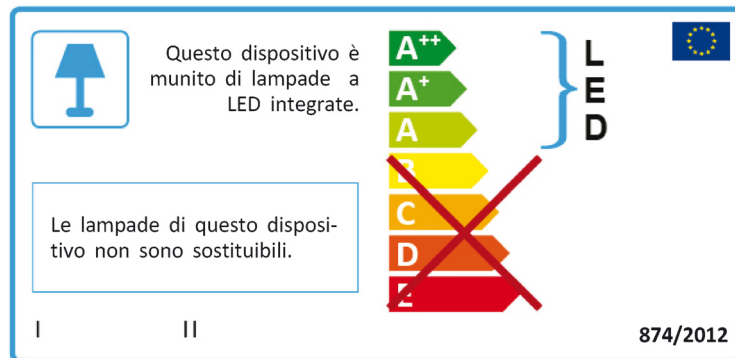 Questo dispositivo è
munito di lampade a
LED integrate.
Le lampade di questo disposi-
tivo non sono sostituibili.
A++
A+
A
B
C
D
E
L
E
D
I II
874/2012